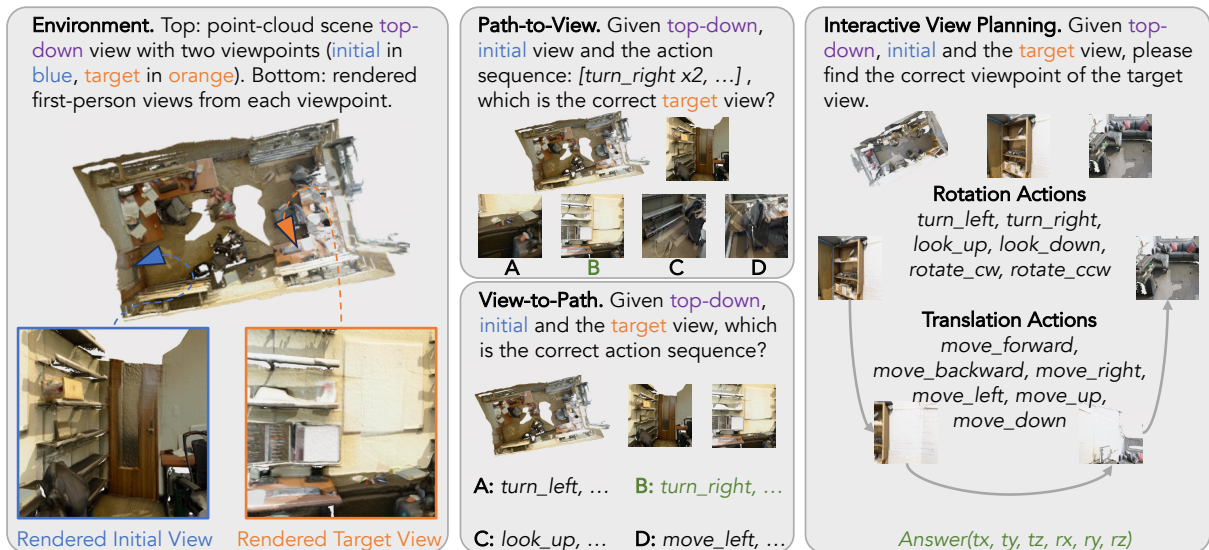 Environment. Top: point-cloud scene top-
down view with two viewpoints (initial in
blue, target in orange). Bottom: rendered
first-person views from each viewpoint.
Rendered Initial View
Rendered Target View
Path-to-View. Given top-down,
initial view and the action
sequence: [turn_right x2, …] ,
which is the correct target view?
A
B
C
D
View-to-Path. Given top-down,
initial and the target view, which
is the correct action sequence?
A: turn_left, …
B: turn_right, …
C: look_up, …
D: move_left, …
Interactive View Planning. Given top-
down, initial and the target view, please
find the correct viewpoint of the target
view.
Rotation Actions
turn_left, turn_right,
look_up, look_down,
rotate_cw, rotate_ccw
Translation Actions
move_forward,
move_backward, move_right,
move_left, move_up,
move_down
Answer(tx, ty, tz, rx, ry, rz)